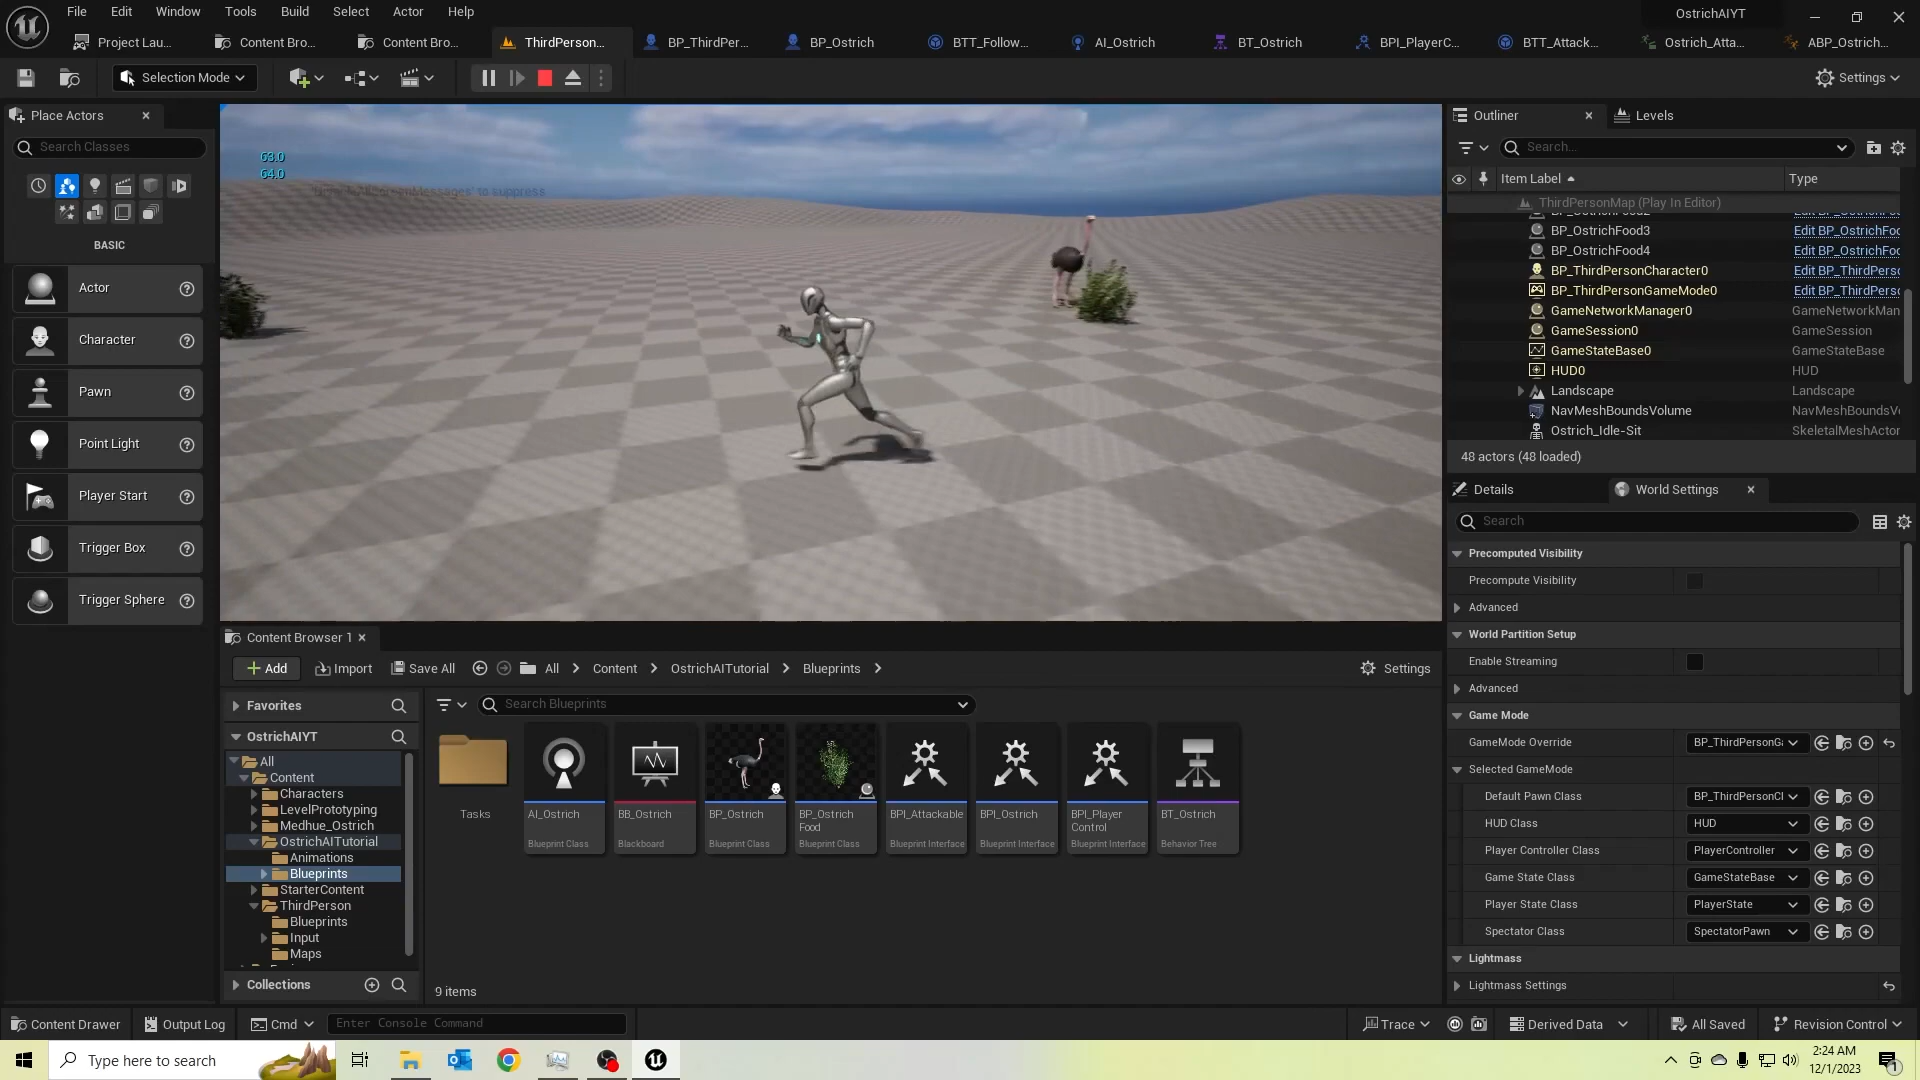 File Edit Window Tools Build Select Actor Help
OstrichAIYT
Project Lau...
Content Bro...
Content Bro...
ThirdPerson...
BP_ThirdPer...
BP_Ostrich
BTT_Follow...
AI_Ostrich
BT_Ostrich
BPI_PlayerC...
BTT_Attack...
Ostrich_Atta...
ABP_Ostrich...
Selection Mode
Settings
Place Actors
Search Classes
BASIC
Actor
Character
Pawn
Point Light
Player Start
Trigger Box
Trigger Sphere
63.0
64.0
Outliner
Levels
Search...
Item Label
Type
ThirdPersonMap (Play In Editor)
BP_OstrichFood2 Edit BP_OstrichFoo
BP_OstrichFood3 Edit BP_OstrichFoo
BP_OstrichFood4 Edit BP_OstrichFoo
BP_ThirdPersonCharacter0 Edit BP_ThirdPerso
BP_ThirdPersonGameMode0 Edit BP_ThirdPerso
GameNetworkManager0 GameNetworkMan
GameSession0 GameSession
GameStateBase0 GameStateBase
HUD0 HUD
Landscape Landscape
NavMeshBoundsVolume NavMeshBoundsVo
Ostrich_Idle-Sit SkeletalMeshActor
48 actors (48 loaded)
Details
World Settings
Search
Precomputed Visibility
Precompute Visibility
Advanced
World Partition Setup
Enable Streaming
Advanced
Game Mode
GameMode Override BP_ThirdPersonGa
Selected GameMode
Default Pawn Class BP_ThirdPersonCl
HUD Class HUD
Player Controller Class PlayerController
Game State Class GameStateBase
Player State Class PlayerState
Spectator Class SpectatorPawn
Lightmass
Lightmass Settings
Content Browser 1
Add
Import
Save All
All > Content > OstrichAITutorial > Blueprints >
Settings
Favorites
OstrichAIYT
All
Content
Characters
LevelPrototyping
Medhue_Ostrich
OstrichAITutorial
Animations
Blueprints
StarterContent
ThirdPerson
Blueprints
Input
Maps
Collections
Search Blueprints
Tasks
AI_Ostrich
Blueprint Class
BB_Ostrich
Blackboard
BP_Ostrich
Blueprint Class
BP_Ostrich
Food
Blueprint Class
BPI_Attackable
Blueprint Interface
BPI_Ostrich
Blueprint Interface
BPI_Player
Control
Blueprint Interface
BT_Ostrich
Behavior Tree
9 items
Content Drawer
Output Log
Cmd
Enter Console Command
Trace
Derived Data
All Saved
Revision Control
Type here to search
2:24 AM
12/1/2023
1